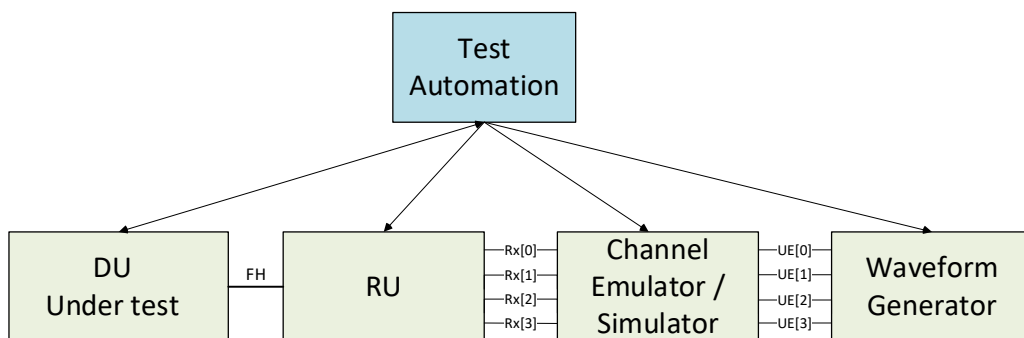 Test
Automation
DU
Under test
FH
RU
Rx[0]
Rx[1]
Rx[2]
Rx[3]
Channel
Emulator /
Simulator
UE[0]
UE[1]
UE[2]
UE[3]
Waveform
Generator